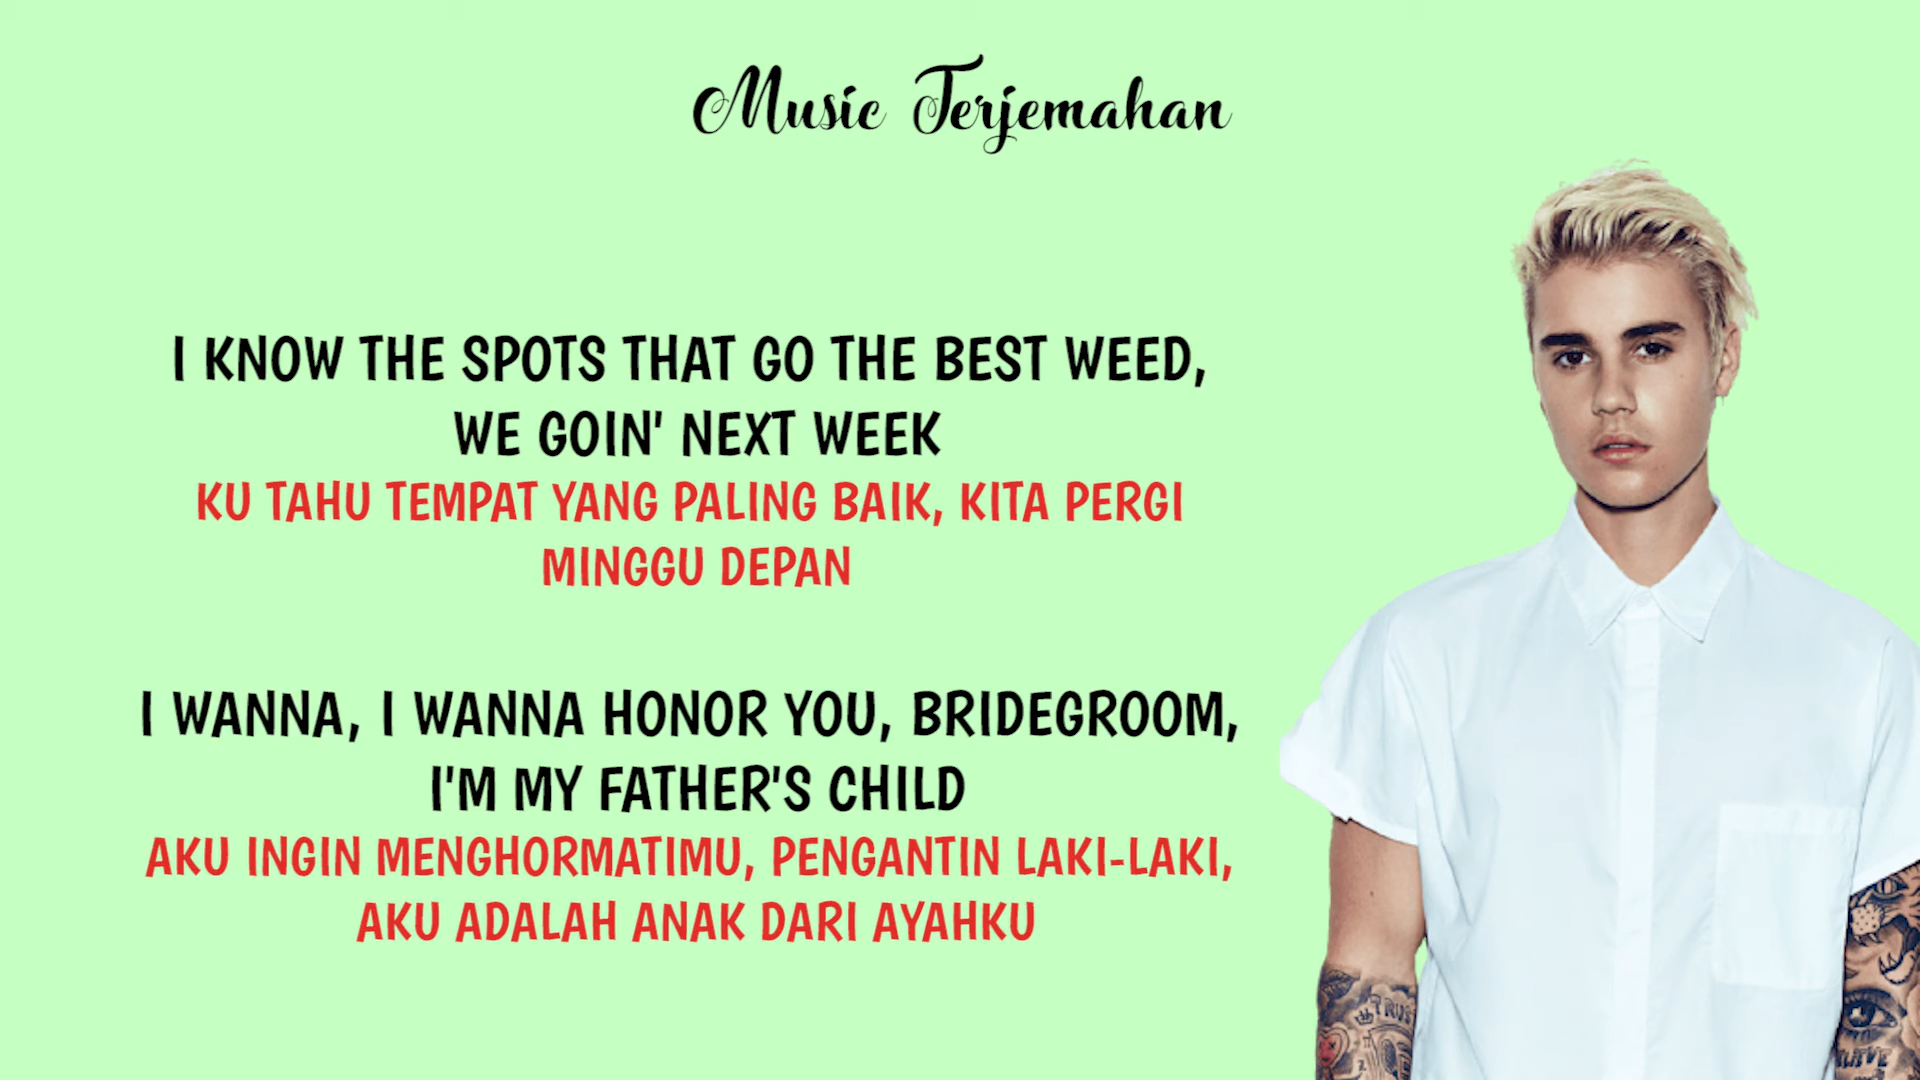 Music Terjemahan
I KNOW THE SPOTS THAT GO THE BEST WEED,
WE GOIN' NEXT WEEK
KU TAHU TEMPAT YANG PALING BAIK, KITA PERGI
MINGGU DEPAN
I WANNA, I WANNA HONOR YOU, BRIDEGROOM,
I'M MY FATHER'S CHILD
AKU INGIN MENGHORMATIMU, PENGANTIN LAKI-LAKI,
AKU ADALAH ANAK DARI AYAHKU
TRUST